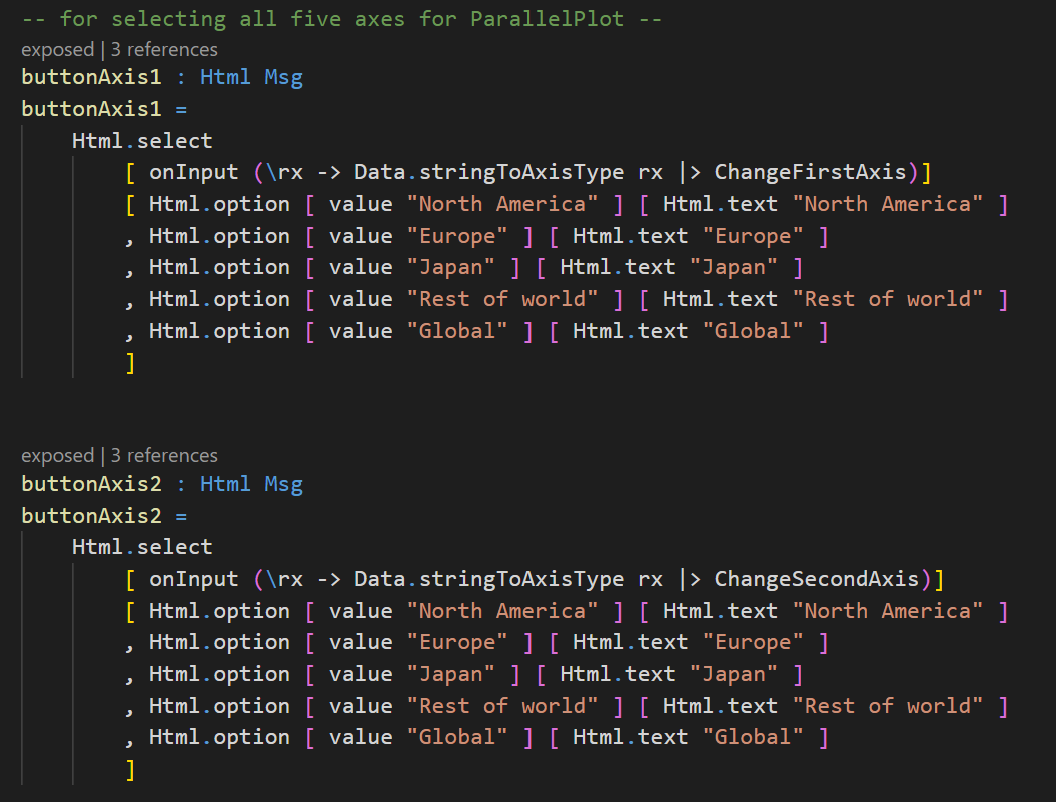 -- for selecting all five axes for ParallelPlot --
exposed | 3 references
buttonAxis1 : Html Msg
buttonAxis1 =
    Html.select
        [ onInput (\rx -> Data.stringToAxisType rx |> ChangeFirstAxis)]
        [ Html.option [ value "North America" ] [ Html.text "North America" ]
        , Html.option [ value "Europe" ] [ Html.text "Europe" ]
        , Html.option [ value "Japan" ] [ Html.text "Japan" ]
        , Html.option [ value "Rest of world" ] [ Html.text "Rest of world" ]
        , Html.option [ value "Global" ] [ Html.text "Global" ]
        ]
exposed | 3 references
buttonAxis2 : Html Msg
buttonAxis2 =
    Html.select
        [ onInput (\rx -> Data.stringToAxisType rx |> ChangeSecondAxis)]
        [ Html.option [ value "North America" ] [ Html.text "North America" ]
        , Html.option [ value "Europe" ] [ Html.text "Europe" ]
        , Html.option [ value "Japan" ] [ Html.text "Japan" ]
        , Html.option [ value "Rest of world" ] [ Html.text "Rest of world" ]
        , Html.option [ value "Global" ] [ Html.text "Global" ]
        ]